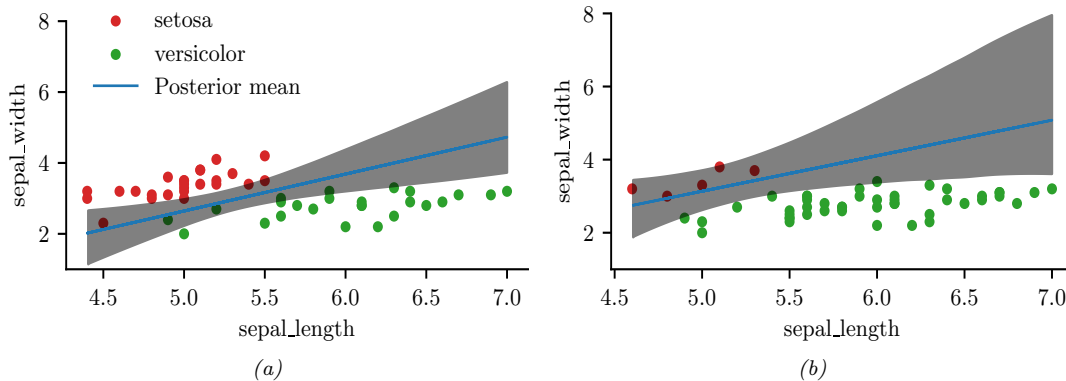 setosa
versicolor
Posterior mean
8
6
4
2
sepal_width
4.5 5.0 5.5 6.0 6.5 7.0
sepal_length
(a)
8
6
4
2
sepal_width
4.5 5.0 5.5 6.0 6.5 7.0
sepal_length
(b)